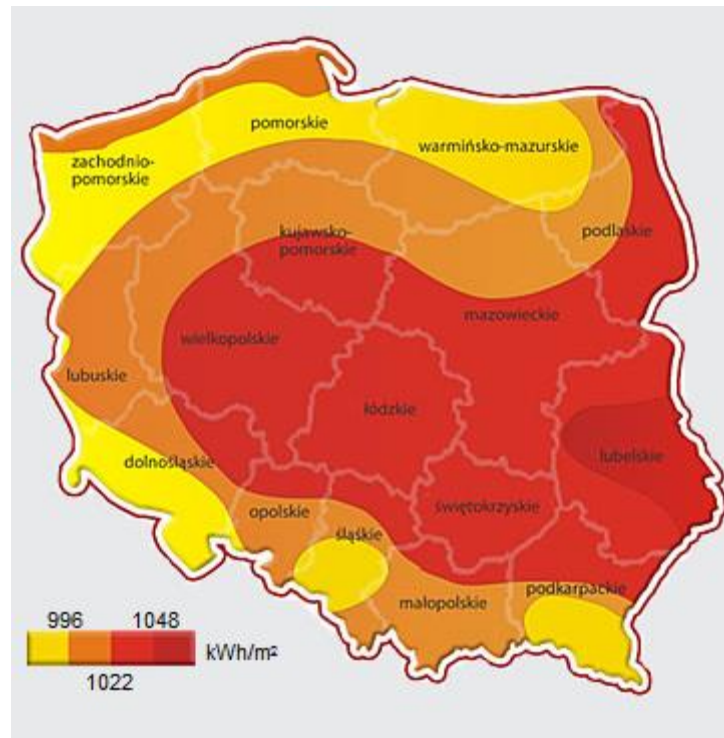 pomorskie
warmińsko-mazurskie
zachodnio-
pomorskie
kujawsko-
pomorskie
podlaskie
mazowieckie
wielkopolskie
lubuskie
łódzkie
dolnośląskie
lubelskie
opolskie
świętokrzyskie
śląskie
podkarpackie
małopolskie
996 1048
kWh/m²
1022